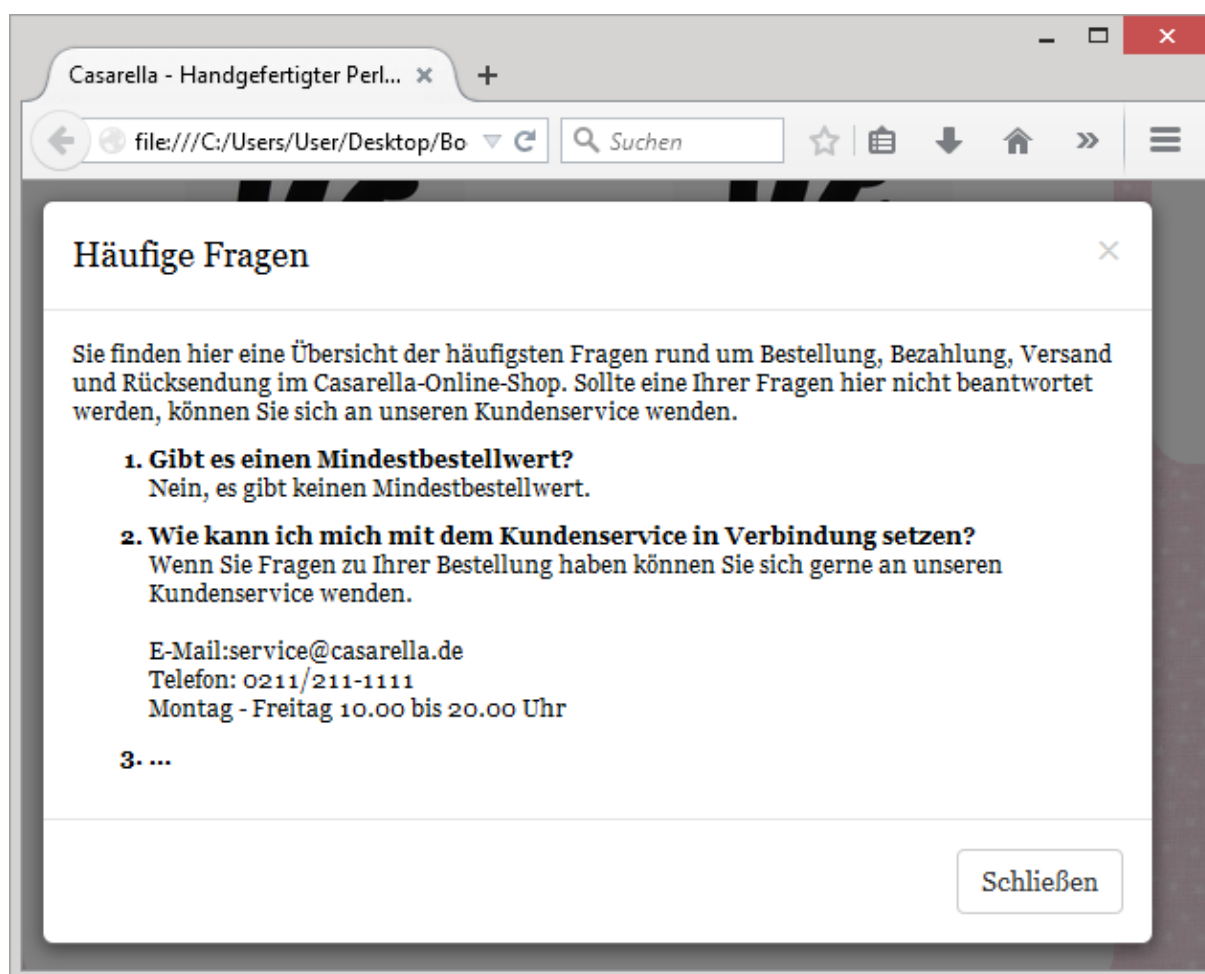 Casarella - Handgefertigter Perl...
file:///C:/Users/User/Desktop/Bo
Suchen
Häufige Fragen
Sie finden hier eine Übersicht der häufigsten Fragen rund um Bestellung, Bezahlung, Versand
und Rücksendung im Casarella-Online-Shop. Sollte eine Ihrer Fragen hier nicht beantwortet
werden, können Sie sich an unseren Kundenservice wenden.
1. Gibt es einen Mindestbestellwert?
Nein, es gibt keinen Mindestbestellwert.
2. Wie kann ich mich mit dem Kundenservice in Verbindung setzen?
Wenn Sie Fragen zu Ihrer Bestellung haben können Sie sich gerne an unseren
Kundenservice wenden.
E-Mail:service@casarella.de
Telefon: 0211/211-1111
Montag - Freitag 10.00 bis 20.00 Uhr
3. ...
Schließen